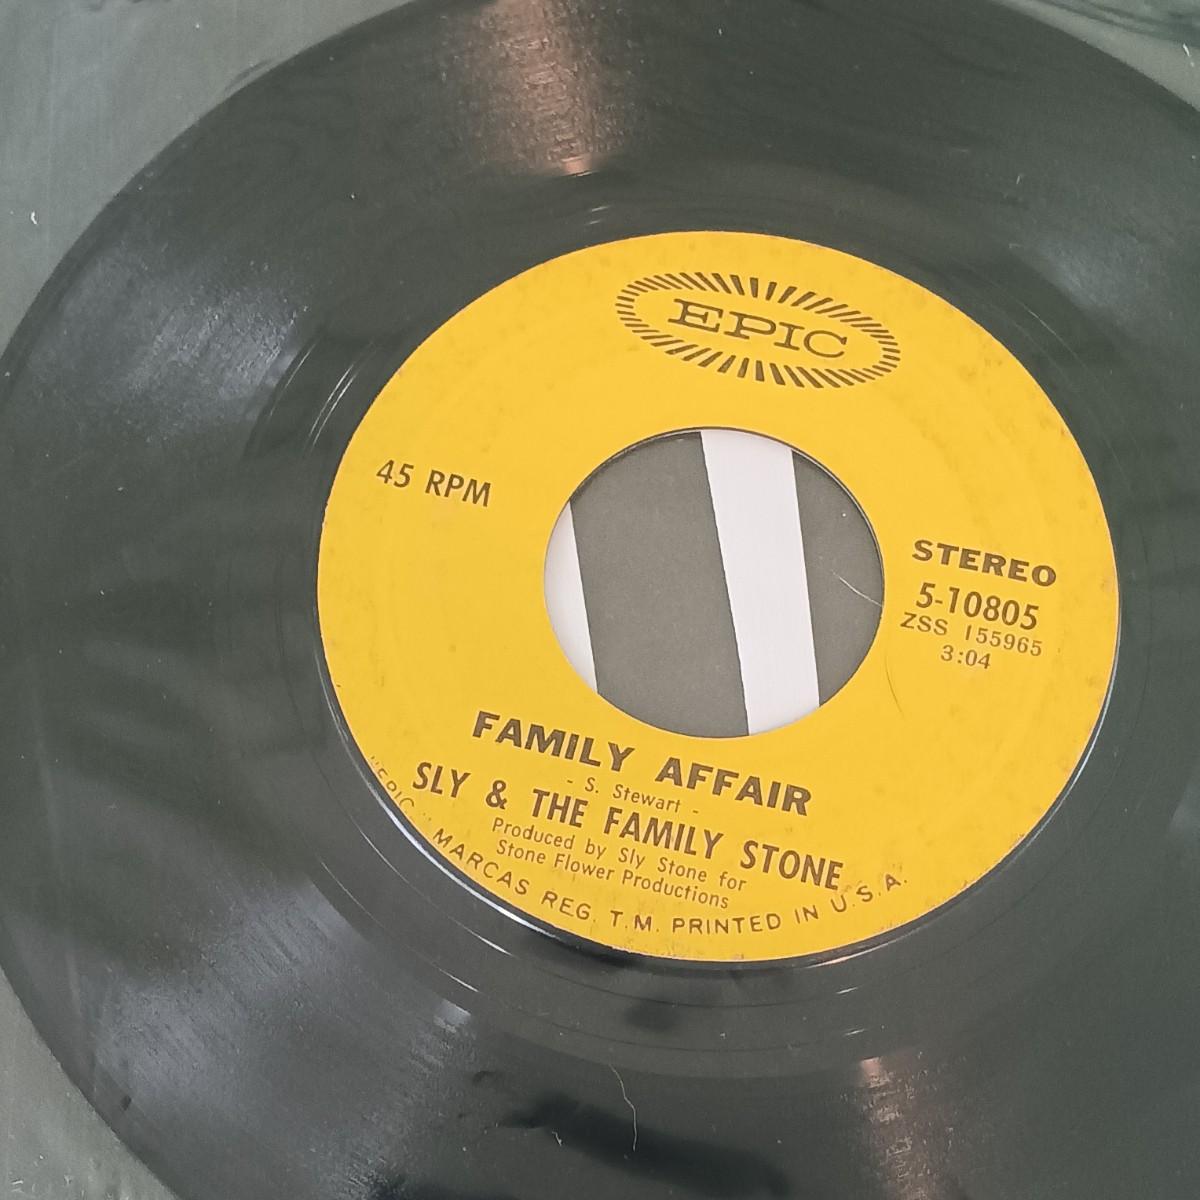 EPIC
45 RPM
STEREO
5-10805
ZSS 155965
3:04
FAMILY AFFAIR
- S. Stewart -
SLY & THE FAMILY STONE
Produced by Sly Stone for
Stone Flower Productions
"EPIC", MARCAS REG. T.M. PRINTED IN U.S.A.